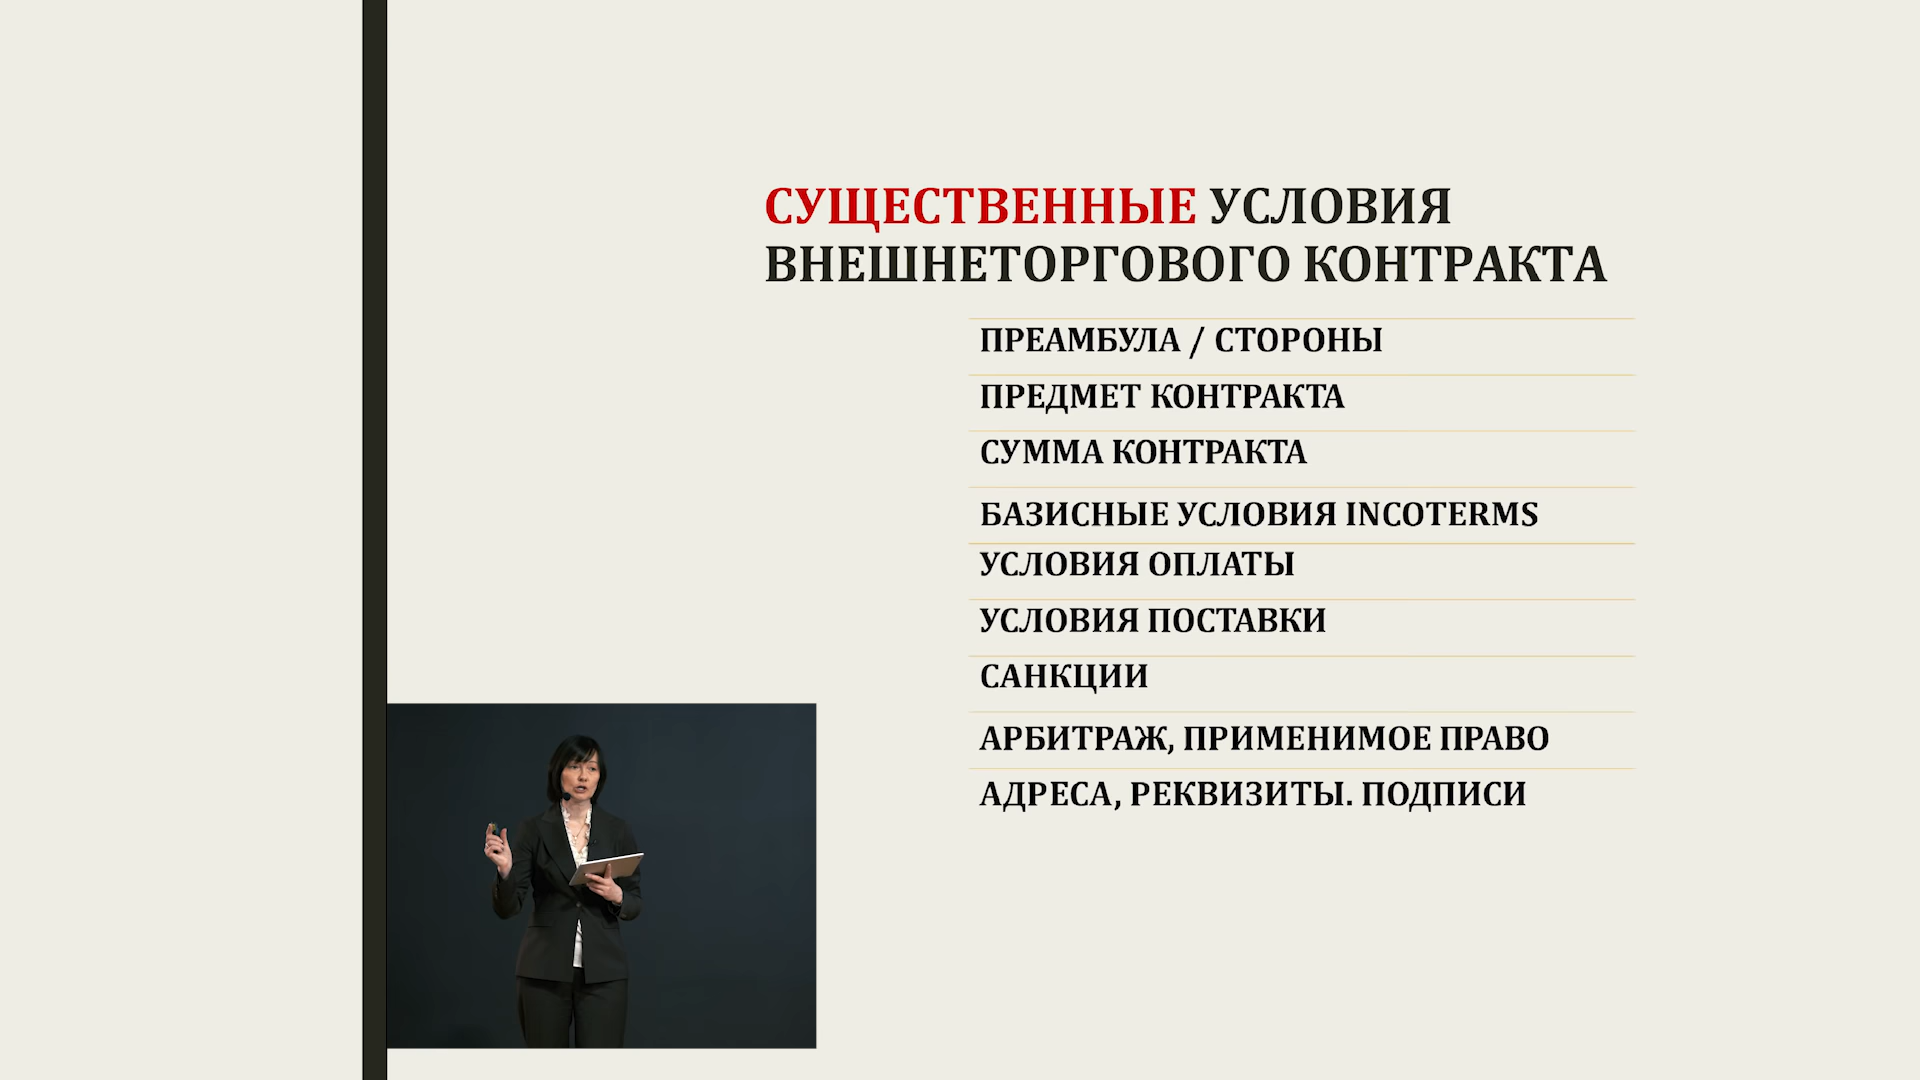 СУЩЕСТВЕННЫЕ УСЛОВИЯ
ВНЕШНЕТОРГОВОГО КОНТРАКТА
ПРЕАМБУЛА / СТОРОНЫ
ПРЕДМЕТ КОНТРАКТА
СУММА КОНТРАКТА
БАЗИСНЫЕ УСЛОВИЯ INCOTERMS
УСЛОВИЯ ОПЛАТЫ
УСЛОВИЯ ПОСТАВКИ
САНКЦИИ
АРБИТРАЖ, ПРИМЕНИМОЕ ПРАВО
АДРЕСА, РЕКВИЗИТЫ. ПОДПИСИ